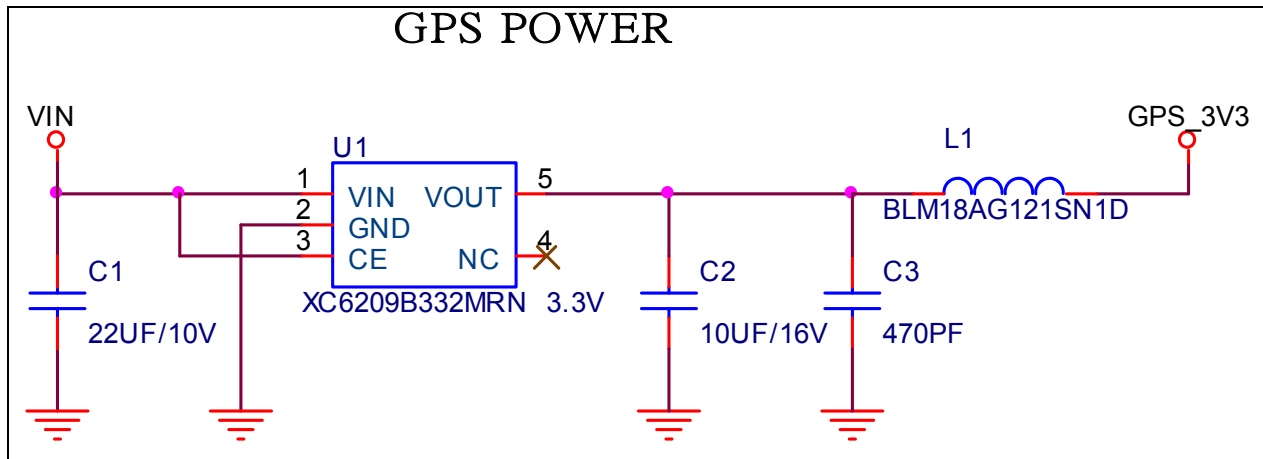 GPS POWER
VIN
GPS_3V3
L1
U1
1
5
VIN
VOUT
BLM18AG121SN1D
2
GND
3
4
CE
NC
C1
C2
C3
XC6209B332MRN 3.3V
22UF/10V
10UF/16V
470PF